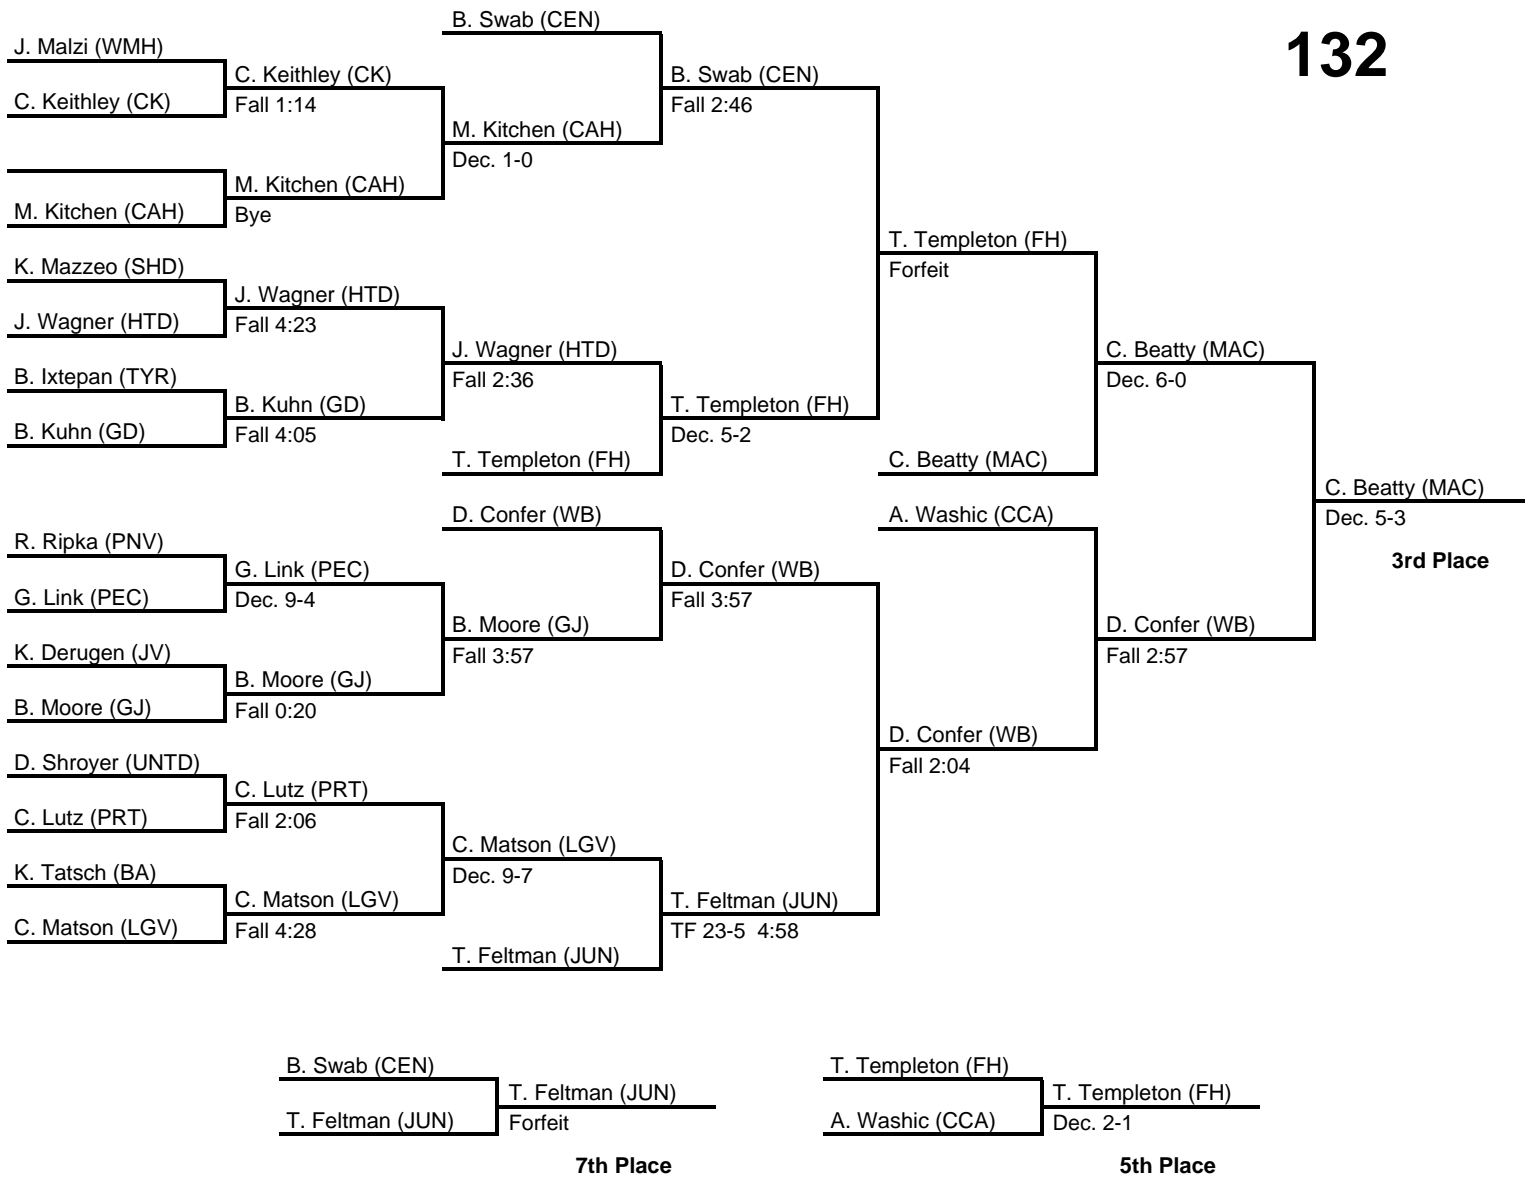 132
J. Malzi (WMH)
C. Keithley (CK)
M. Kitchen (CAH)
K. Mazzeo (SHD)
J. Wagner (HTD)
B. Ixtepan (TYR)
B. Kuhn (GD)
R. Ripka (PNV)
G. Link (PEC)
K. Derugen (JV)
B. Moore (GJ)
D. Shroyer (UNTD)
C. Lutz (PRT)
K. Tatsch (BA)
C. Matson (LGV)
C. Keithley (CK)
Fall 1:14
M. Kitchen (CAH)
Bye
J. Wagner (HTD)
Fall 4:23
B. Kuhn (GD)
Fall 4:05
G. Link (PEC)
Dec. 9-4
B. Moore (GJ)
Fall 0:20
C. Lutz (PRT)
Fall 2:06
C. Matson (LGV)
Fall 4:28
B. Swab (CEN)
M. Kitchen (CAH)
Dec. 1-0
J. Wagner (HTD)
Fall 2:36
T. Templeton (FH)
D. Confer (WB)
B. Moore (GJ)
Fall 3:57
C. Matson (LGV)
Dec. 9-7
T. Feltman (JUN)
B. Swab (CEN)
Fall 2:46
T. Templeton (FH)
Dec. 5-2
D. Confer (WB)
Fall 3:57
T. Feltman (JUN)
TF 23-5 4:58
T. Templeton (FH)
Forfeit
C. Beatty (MAC)
A. Washic (CCA)
D. Confer (WB)
Fall 2:04
C. Beatty (MAC)
Dec. 6-0
D. Confer (WB)
Fall 2:57
C. Beatty (MAC)
Dec. 5-3
3rd Place
B. Swab (CEN)
T. Feltman (JUN)
T. Feltman (JUN)
Forfeit
7th Place
T. Templeton (FH)
A. Washic (CCA)
T. Templeton (FH)
Dec. 2-1
5th Place